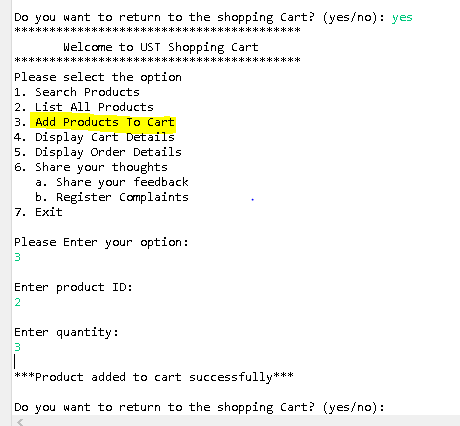 Do you want to return to the shopping Cart? (yes/no): yes
*****************************************
Welcome to UST Shopping Cart
*****************************************
Please select the option
1. Search Products
2. List All Products
3. Add Products To Cart
4. Display Cart Details
5. Display Order Details
6. Share your thoughts
a. Share your feedback
b. Register Complaints
7. Exit
Please Enter your option:
3
Enter product ID:
2
Enter quantity:
3
***Product added to cart successfully***
Do you want to return to the shopping Cart? (yes/no):